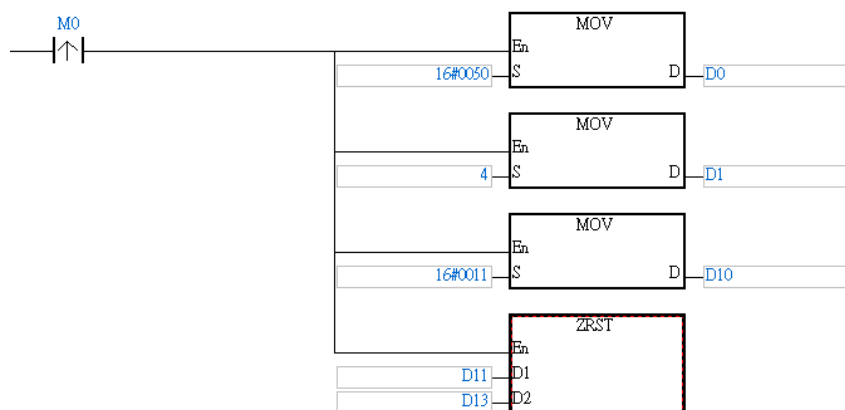 M0
MOV
En
16#0050 S D D0
MOV
En
4 S D D1
MOV
En
16#0011 S D D10
ZRST
En
D11 D1
D13 D2